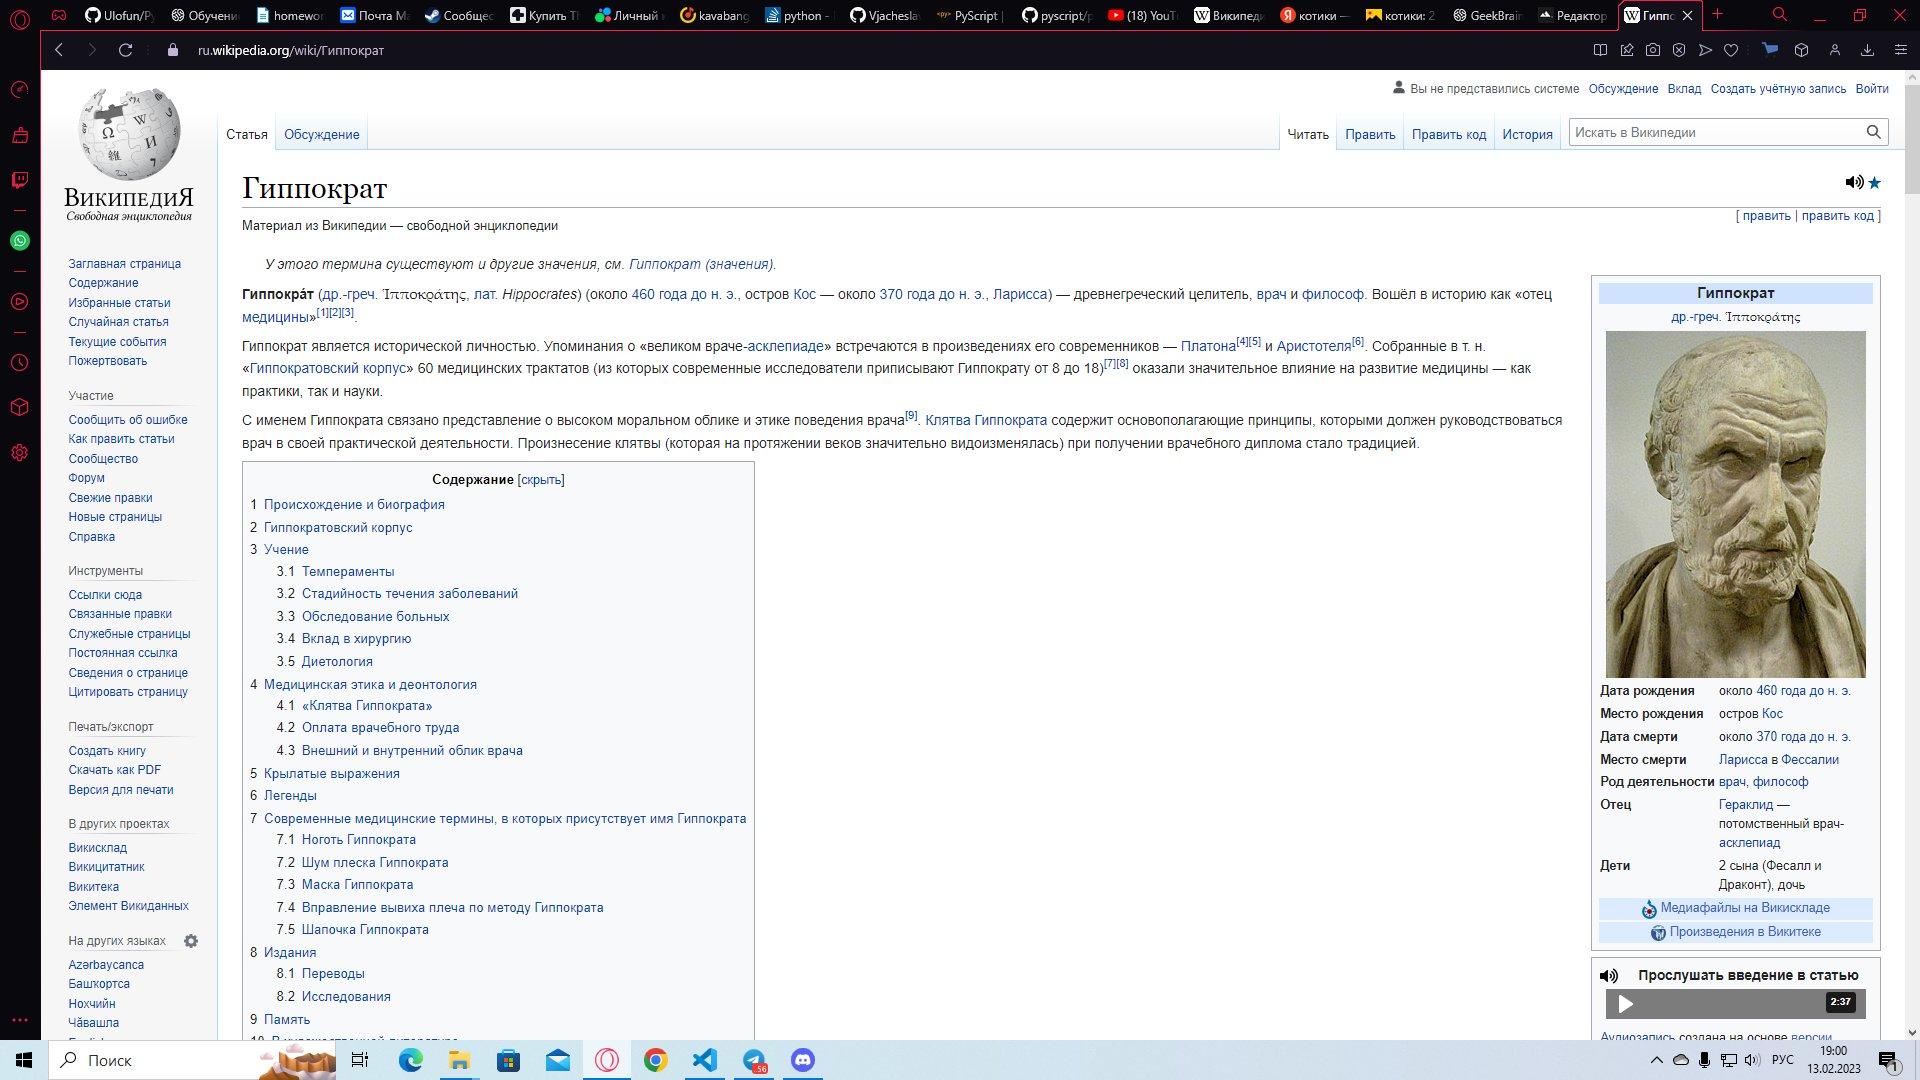 Ulofun/Py
Обучени
homewor
Почта Ma
Сообщес
Купить Th
Личный к
kavabang
python -
Vjacheslav
PyScript |
pyscript/p
(18) YouTu
Википеди
котики —
котики: 2
GeekBrain
Редактор
Гиппо
ru.wikipedia.org/wiki/Гиппократ
ВИКИПЕДИЯ
Свободная энциклопедия
Заглавная страница
Содержание
Избранные статьи
Случайная статья
Текущие события
Пожертвовать
Участие
Сообщить об ошибке
Как править статьи
Сообщество
Форум
Свежие правки
Новые страницы
Справка
Инструменты
Ссылки сюда
Связанные правки
Служебные страницы
Постоянная ссылка
Сведения о странице
Цитировать страницу
Печать/экспорт
Создать книгу
Скачать как PDF
Версия для печати
В других проектах
Викисклад
Викицитатник
Викитека
Элемент Викиданных
На других языках
Azərbaycanca
Башҡортса
Нохчийн
Чӑвашла
Вы не представились системе Обсуждение Вклад Создать учётную запись Войти
Статья Обсуждение Читать Править Править код История Искать в Википедии
Гиппократ
[ править | править код ]
Материал из Википедии — свободной энциклопедии
У этого термина существуют и другие значения, см. Гиппократ (значения).
Гиппокра́т (др.-греч. Ἱπποκράτης, лат. Hippocrates) (около 460 года до н. э., остров Кос — около 370 года до н. э., Ларисса) — древнегреческий целитель, врач и философ. Вошёл в историю как «отец
медицины»[1][2][3].
Гиппократ является исторической личностью. Упоминания о «великом враче-асклепиаде» встречаются в произведениях его современников — Платона[4][5] и Аристотеля[6]. Собранные в т. н.
«Гиппократовский корпус» 60 медицинских трактатов (из которых современные исследователи приписывают Гиппократу от 8 до 18)[7][8] оказали значительное влияние на развитие медицины — как
практики, так и науки.
С именем Гиппократа связано представление о высоком моральном облике и этике поведения врача[9]. Клятва Гиппократа содержит основополагающие принципы, которыми должен руководствоваться
врач в своей практической деятельности. Произнесение клятвы (которая на протяжении веков значительно видоизменялась) при получении врачебного диплома стало традицией.
Содержание [скрыть]
1 Происхождение и биография
2 Гиппократовский корпус
3 Учение
3.1 Темпераменты
3.2 Стадийность течения заболеваний
3.3 Обследование больных
3.4 Вклад в хирургию
3.5 Диетология
4 Медицинская этика и деонтология
4.1 «Клятва Гиппократа»
4.2 Оплата врачебного труда
4.3 Внешний и внутренний облик врача
5 Крылатые выражения
6 Легенды
7 Современные медицинские термины, в которых присутствует имя Гиппократа
7.1 Ноготь Гиппократа
7.2 Шум плеска Гиппократа
7.3 Маска Гиппократа
7.4 Вправление вывиха плеча по методу Гиппократа
7.5 Шапочка Гиппократа
8 Издания
8.1 Переводы
8.2 Исследования
9 Память
Гиппократ
др.-греч. Ἱπποκράτης
Дата рождения около 460 года до н. э.
Место рождения остров Кос
Дата смерти около 370 года до н. э.
Место смерти Ларисса в Фессалии
Род деятельности врач, философ
Отец Гераклид —
потомственный врач-
асклепиад
Дети 2 сына (Фесалл и
Драконт), дочь
Медиафайлы на Викискладе
Произведения в Викитеке
Прослушать введение в статью
2:37
Аудиозапись создана на основе версии
Поиск
56
РУС
19:00
13.02.2023
1